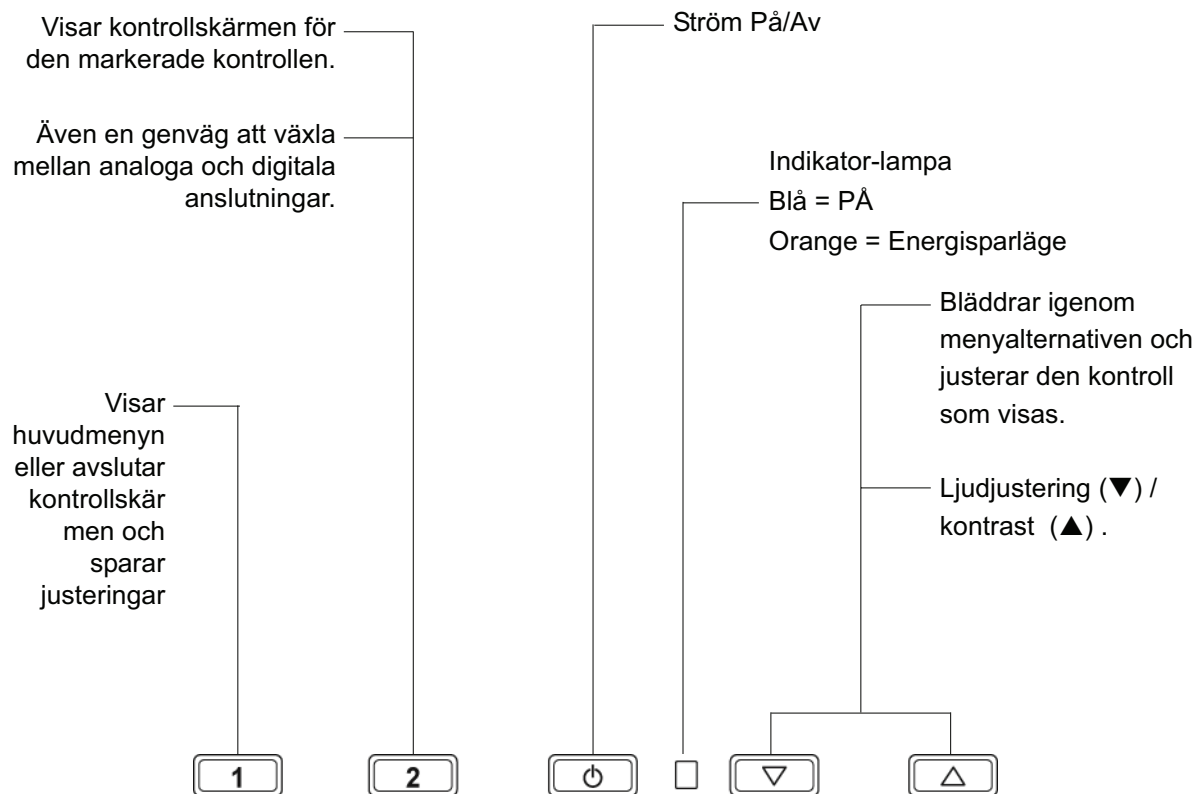 Visar kontrollskärmen för
den markerade kontrollen.
Även en genväg att växla
mellan analoga och digitala
anslutningar.
Ström På/Av
Indikator-lampa
Blå = PÅ
Orange = Energisparläge
Bläddrar igenom
menyalternativen och
justerar den kontroll
som visas.
Ljudjustering (▼) /
kontrast (▲) .
Visar
huvudmenyn
eller avslutar
kontrollskär
men och
sparar
justeringar
1
2